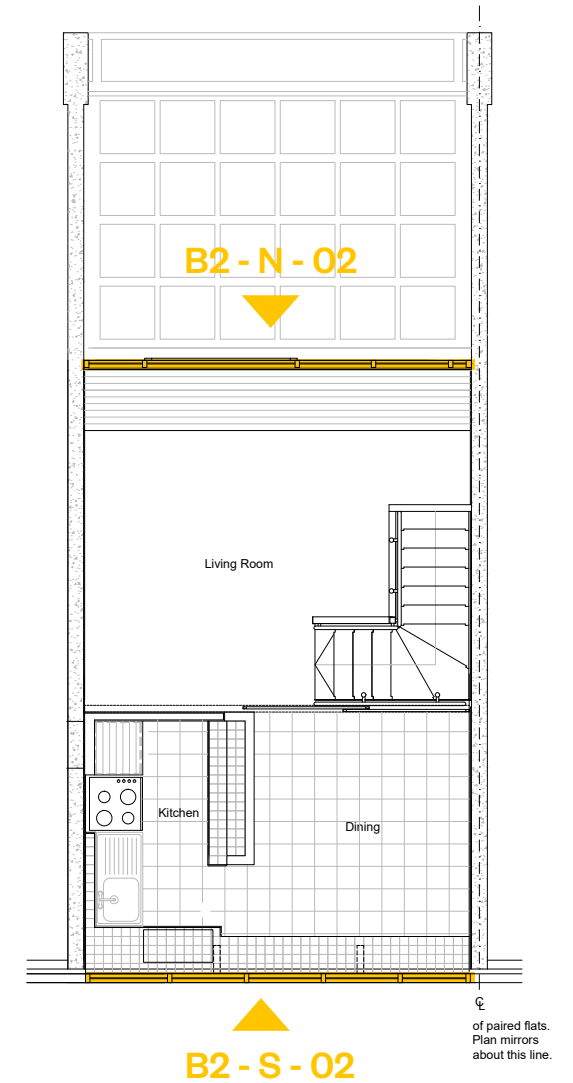 B2 - N - 02
Living Room
Kitchen
Dining
℄
of paired flats.
Plan mirrors
about this line.
B2 - S - 02